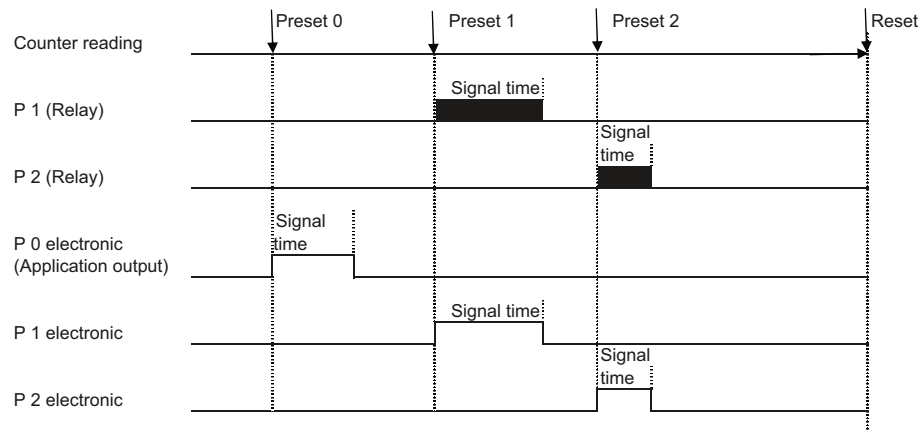 Preset 0
Preset 1
Preset 2
Reset
Counter reading
Signal time
P 1 (Relay)
Signal
time
P 2 (Relay)
Signal
time
P 0 electronic
(Application output)
Signal time
P 1 electronic
Signal
time
P 2 electronic